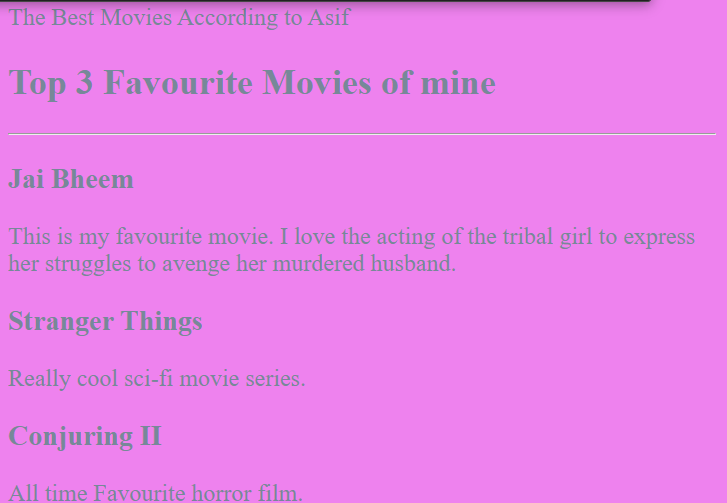 The Best Movies According to Asif
Top 3 Favourite Movies of mine
Jai Bheem
This is my favourite movie. I love the acting of the tribal girl to express
her struggles to avenge her murdered husband.
Stranger Things
Really cool sci-fi movie series.
Conjuring II
All time Favourite horror film.